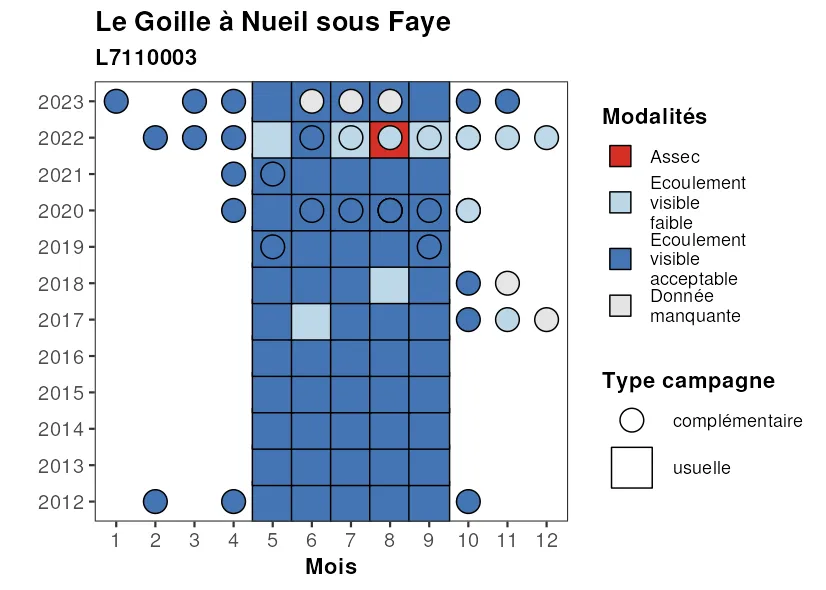 Le Goille à Nueil sous Faye
L7110003
2023
2022
2021
2020
2019
2018
2017
2016
2015
2014
2013
2012
1 2 3 4 5 6 7 8 9 10 11 12
Mois
Modalités
Assec
Ecoulement
visible
faible
Ecoulement
visible
acceptable
Donnée
manquante
Type campagne
complémentaire
usuelle